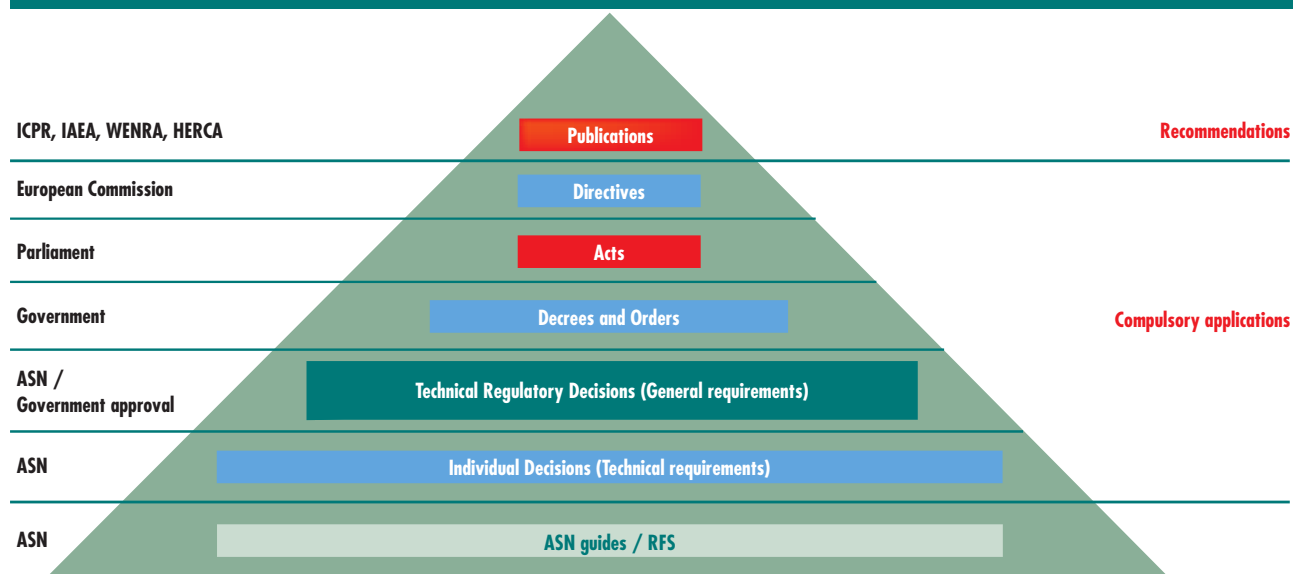 ICPR, IAEA, WENRA, HERCA
Publications
Recommendations
European Commission
Directives
Parliament
Acts
Government
Decrees and Orders
Compulsory applications
ASN /
Government approval
Technical Regulatory Decisions (General requirements)
ASN
Individual Decisions (Technical requirements)
ASN
ASN guides / RFS